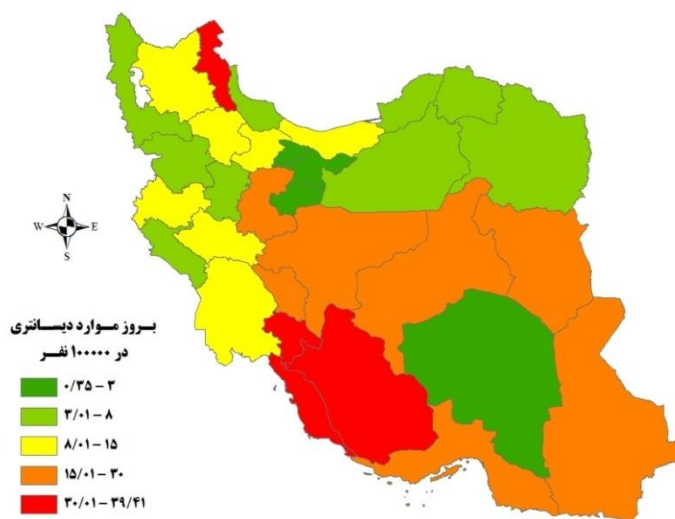 N
W E
S
بروز موارد دیسانتری
در ۱۰۰۰۰۰ نفر
۰/۳۵ – ۳
۳/۰۱ – ۸
۸/۰۱ – ۱۵
۱۵/۰۱ – ۳۰
۳۰/۰۱ – ۳۹/۴۱